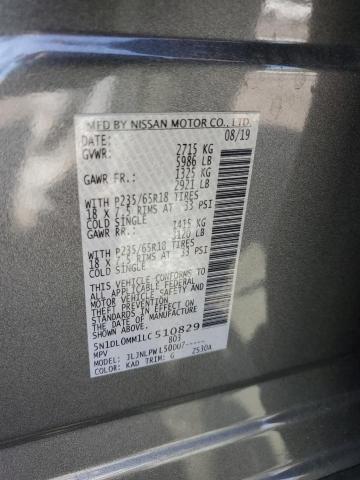 MFD BY NISSAN MOTOR CO., LTD.
DATE: 08/19
GVWR: 2715 KG
5986 LB
GAWR FR.: 1325 KG
2921 LB
WITH P235/65R18 TIRES
18 X 7.5 RIMS AT 33 PSI
COLD SINGLE
GAWR RR.: 1415 KG
3120 LB
WITH P235/65R18 TIRES
18 X 7.5 RIMS AT 33 PSI
COLD SINGLE
THIS VEHICLE CONFORMS TO
ALL APPLICABLE FEDERAL
MOTOR VEHICLE SAFETY AND
THEFT PREVENTION STANDARDS
IN EFFECT ON THE DATE OF
MANUFACTURE SHOWN ABOVE.
5N1DL0MM1LC510829
MPV 803
MODEL: JLJNLPWL50DU7-----
COLOR: KAD TRIM: G Z530A